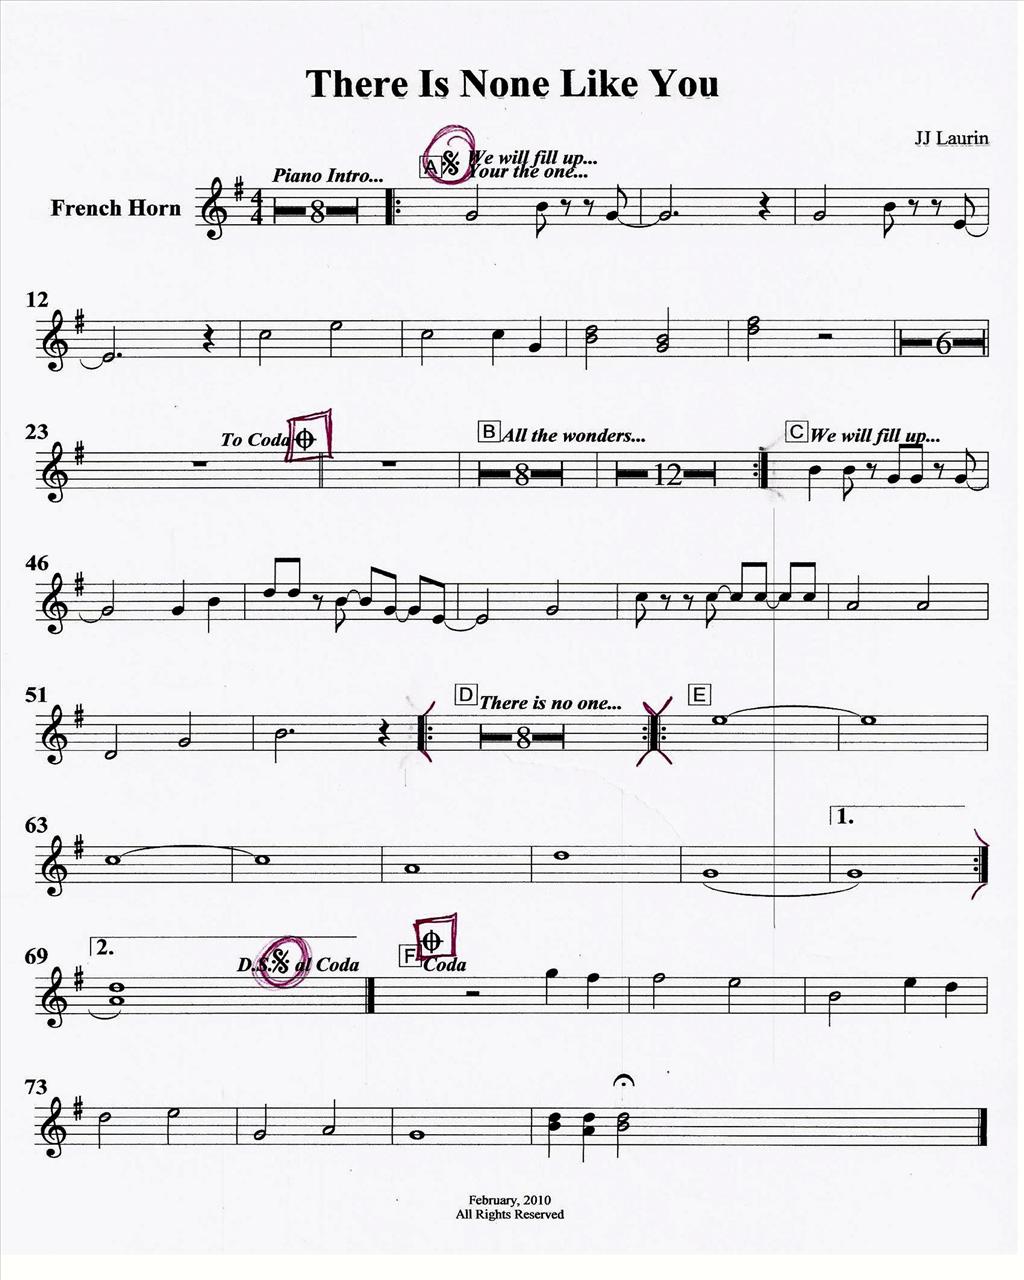 There Is None Like You
JJ Laurin
A We will fill up...
Piano Intro... Your the one...
French Horn
4
4
8
12
6
23
To Coda
B All the wonders...
C We will fill up...
8
12
46
51
D There is no one...
E
8
63
1.
69
2.
D.S. al Coda
F Coda
73
February, 2010
All Rights Reserved